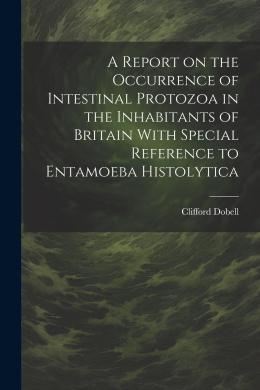 A Report on the
Occurrence of
Intestinal Protozoa in
the Inhabitants of
Britain With Special
Reference to
Entamoeba Histolytica
Clifford Dobell